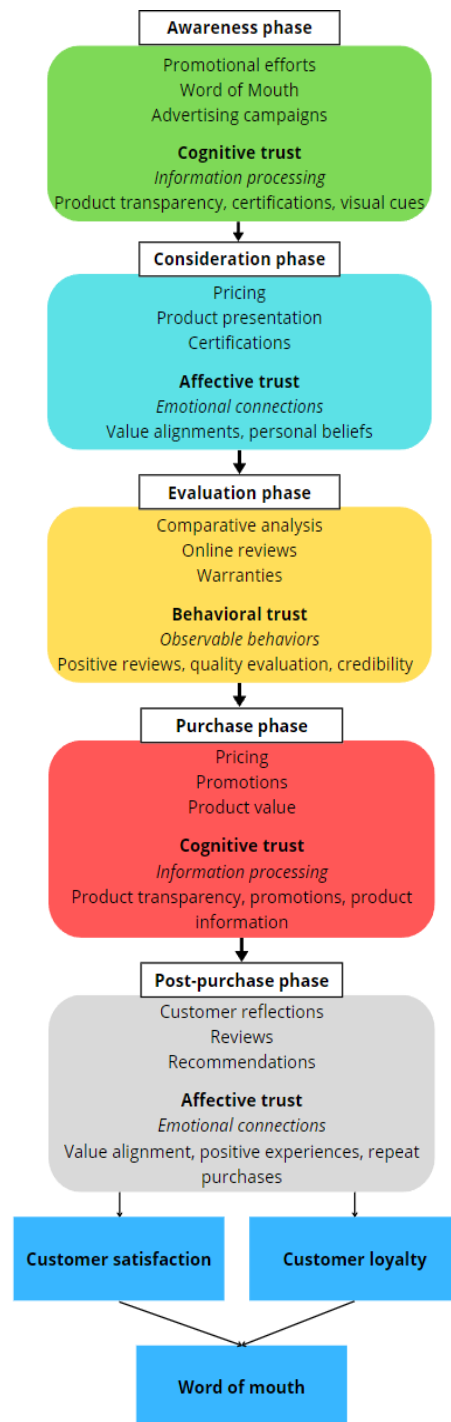 Awareness phase
Promotional efforts
Word of Mouth
Advertising campaigns
Cognitive trust
Information processing
Product transparency, certifications, visual cues
Consideration phase
Pricing
Product presentation
Certifications
Affective trust
Emotional connections
Value alignments, personal beliefs
Evaluation phase
Comparative analysis
Online reviews
Warranties
Behavioral trust
Observable behaviors
Positive reviews, quality evaluation, credibility
Purchase phase
Pricing
Promotions
Product value
Cognitive trust
Information processing
Product transparency, promotions, product
information
Post-purchase phase
Customer reflections
Reviews
Recommendations
Affective trust
Emotional connections
Value alignment, positive experiences, repeat
purchases
Customer satisfaction
Customer loyalty
Word of mouth